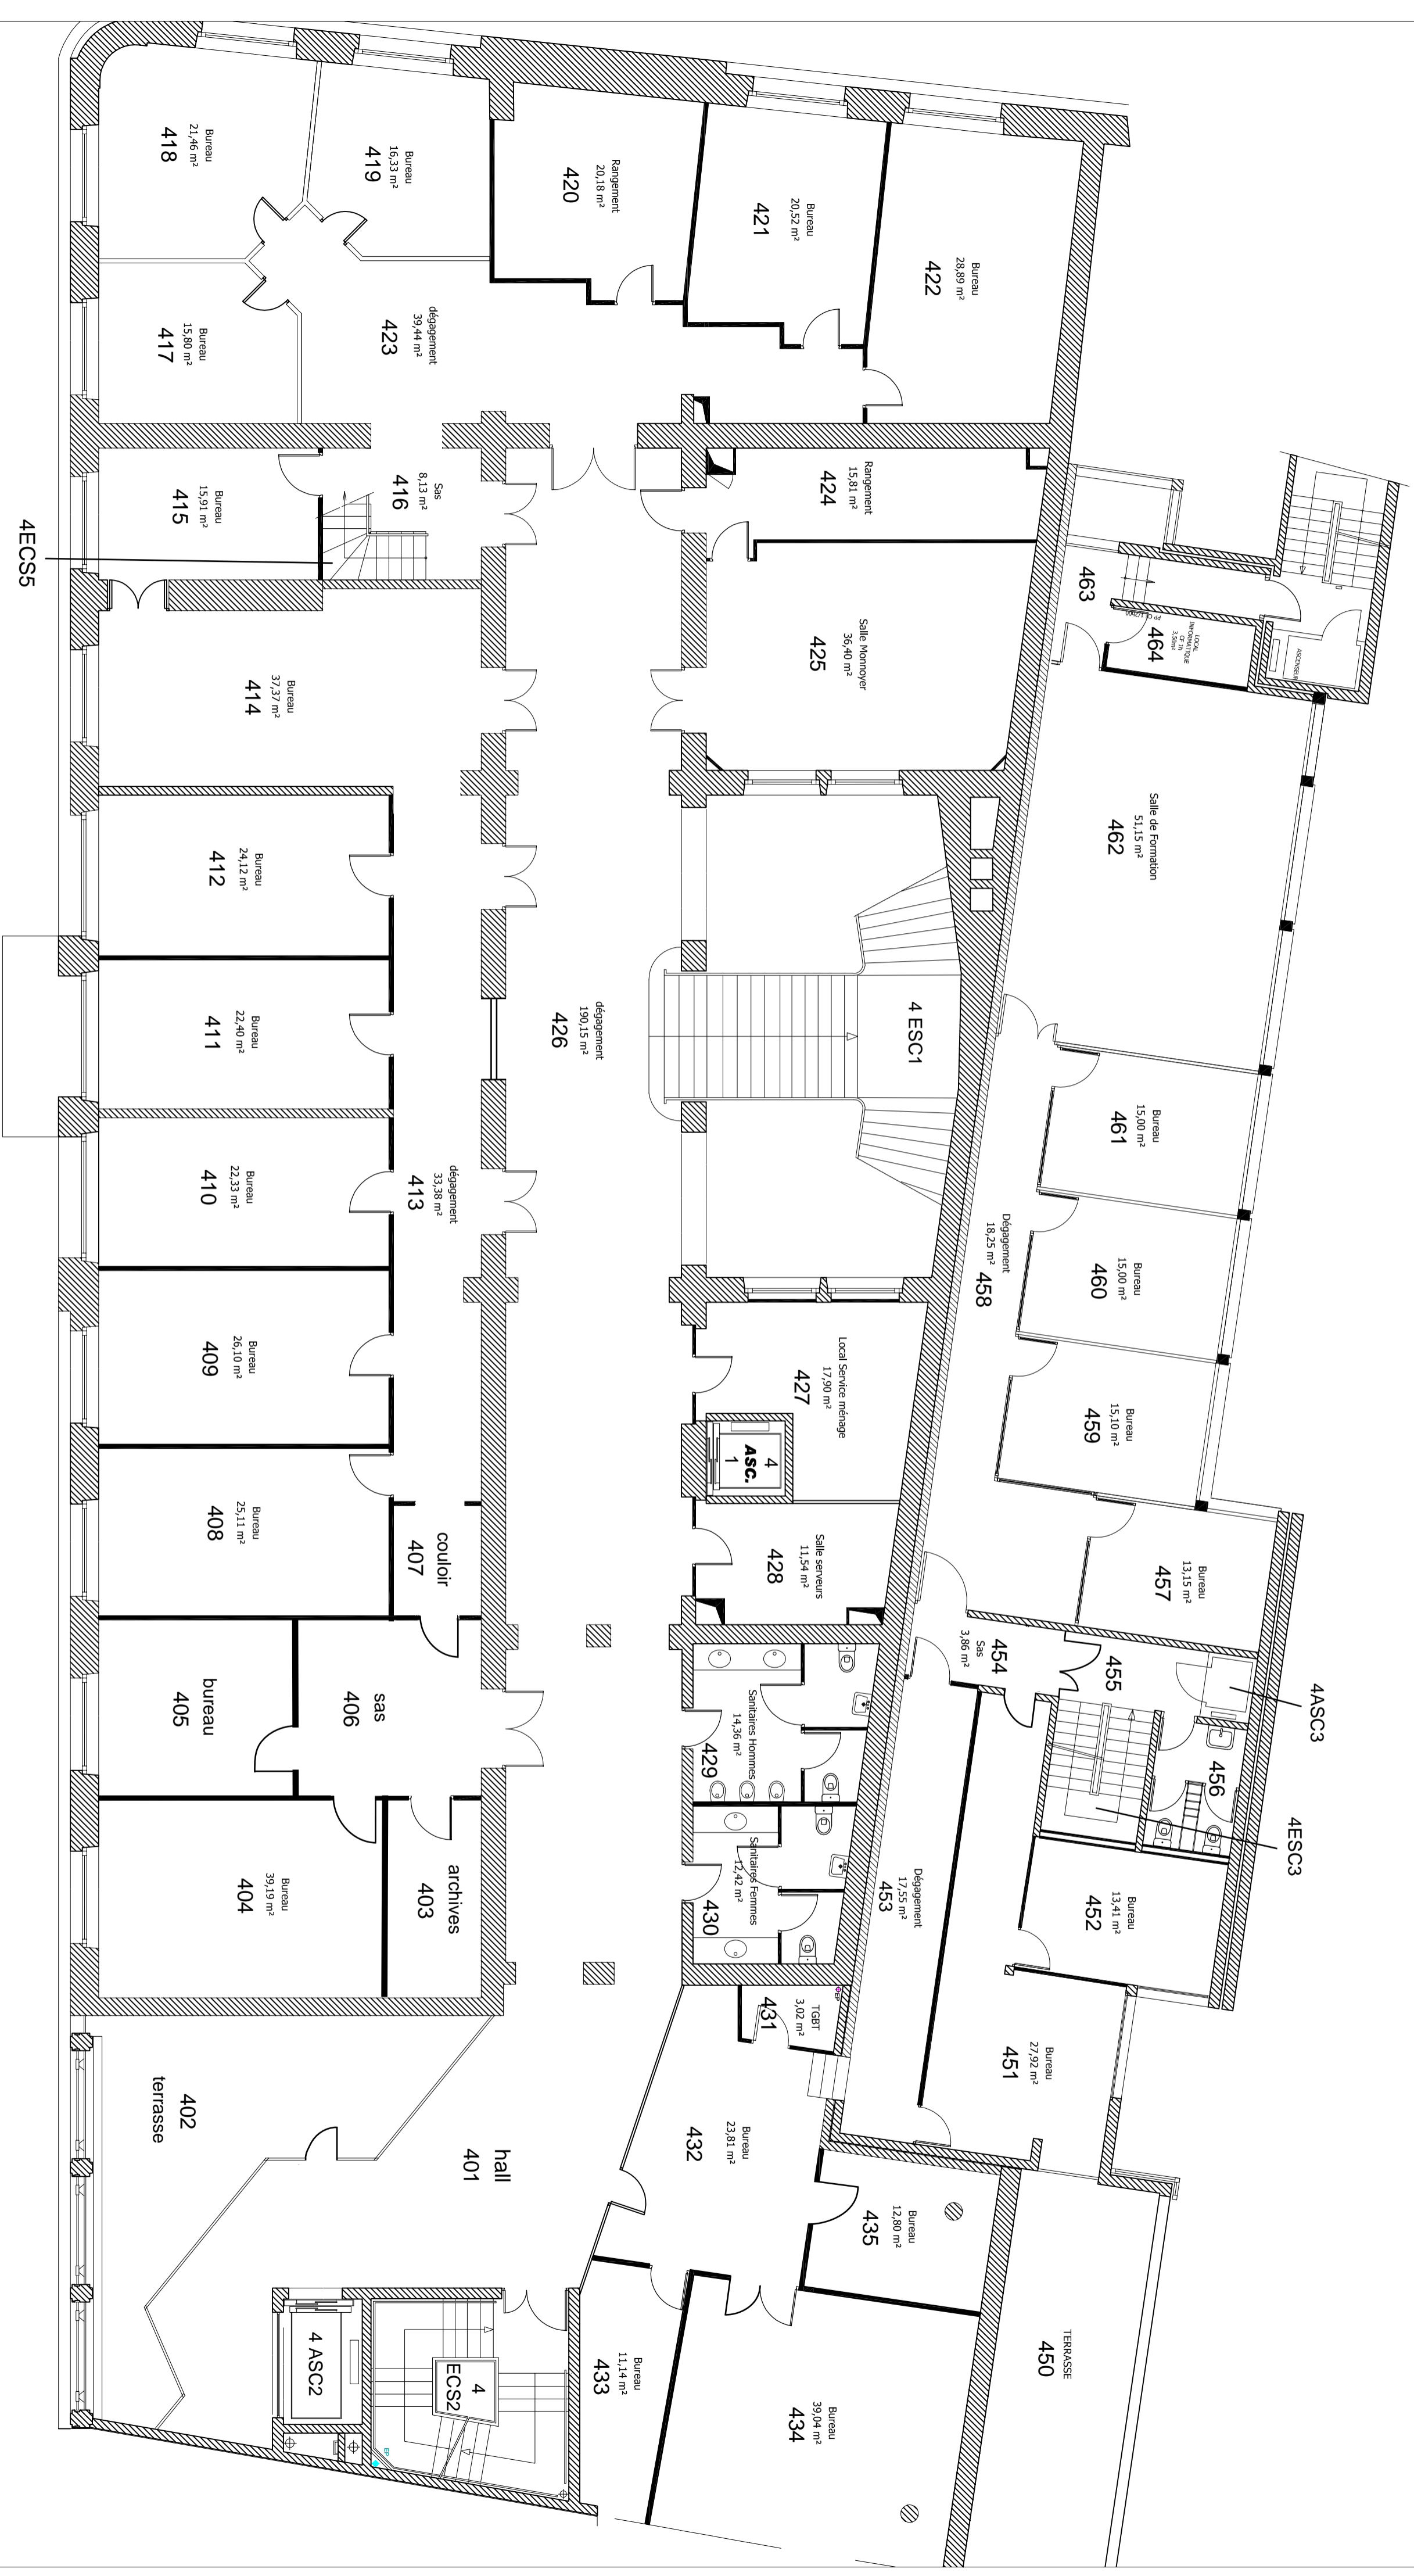 Bureau
21,46 m²
418
Bureau
16,33 m²
419
Rangement
20,18 m²
420
Bureau
20,52 m²
421
Bureau
28,89 m²
422
dégagement
39,44 m²
423
Bureau
15,80 m²
417
Sas
8,13 m²
416
Bureau
15,91 m²
415
4ECS5
Rangement
15,81 m²
424
Salle Monnoyer
36,40 m²
425
463
LOCAL
INFORMATIQUE
CF 1h
3,50m²
464
ASCENSEUR
Bureau
37,37 m²
414
Salle de Formation
51,15 m²
462
Bureau
24,12 m²
412
Bureau
22,40 m²
411
dégagement
190,15 m²
426
4 ESC1
Bureau
15,00 m²
461
Bureau
22,33 m²
410
dégagement
33,38 m²
413
Dégagement
18,25 m²
458
Bureau
15,00 m²
460
Bureau
26,10 m²
409
Local Service ménage
17,90 m²
427
4
ASC.
1
Bureau
15,10 m²
459
Bureau
25,11 m²
408
couloir
407
Salle serveurs
11,54 m²
428
Bureau
13,15 m²
457
bureau
405
sas
406
Sanitaires Hommes
14,36 m²
429
454
Sas
3,86 m²
455
4ASC3
456
4ESC3
Bureau
39,19 m²
404
archives
403
Sanitaires Femmes
12,42 m²
430
Dégagement
17,55 m²
453
Bureau
13,41 m²
452
TGBT
3,02 m²
431
EP
Bureau
27,92 m²
451
402
terrasse
hall
401
Bureau
23,81 m²
432
Bureau
12,80 m²
435
4 ASC2
4
ECS2
EP
Bureau
11,14 m²
433
Bureau
39,04 m²
434
TERRASSE
450